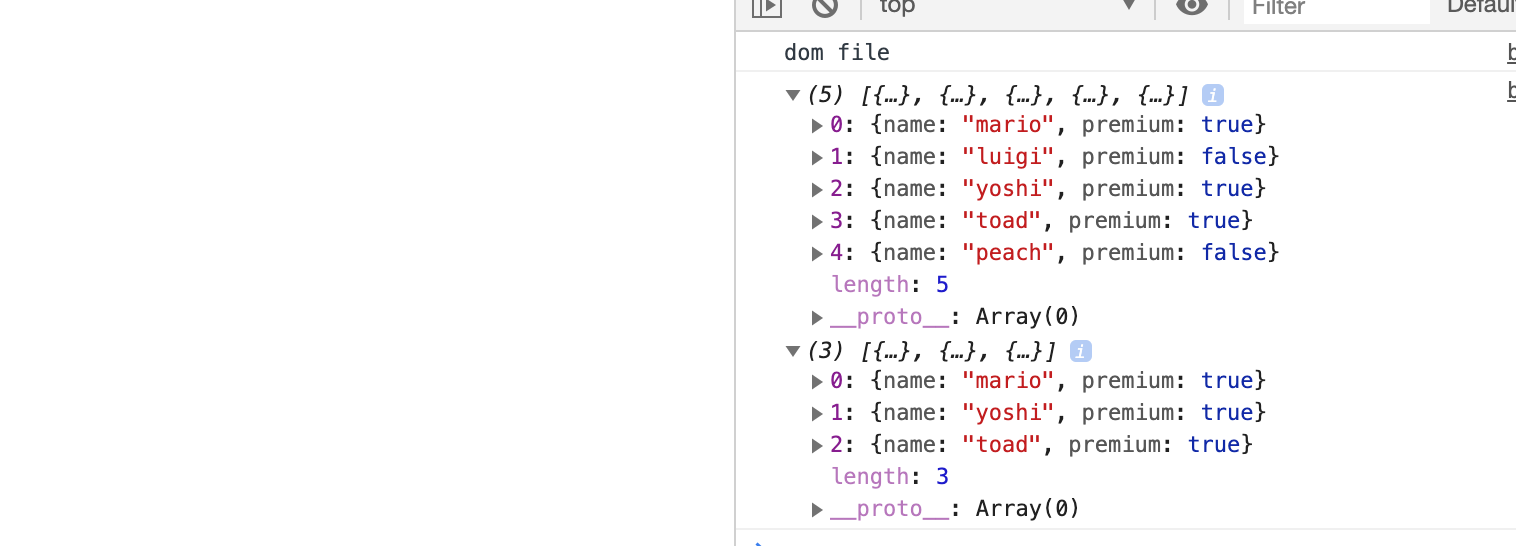 top Filter Defaul
dom file b
(5) [{…}, {…}, {…}, {…}, {…}] i b
0: {name: "mario", premium: true}
1: {name: "luigi", premium: false}
2: {name: "yoshi", premium: true}
3: {name: "toad", premium: true}
4: {name: "peach", premium: false}
length: 5
__proto__: Array(0)
(3) [{…}, {…}, {…}] i
0: {name: "mario", premium: true}
1: {name: "yoshi", premium: true}
2: {name: "toad", premium: true}
length: 3
__proto__: Array(0)